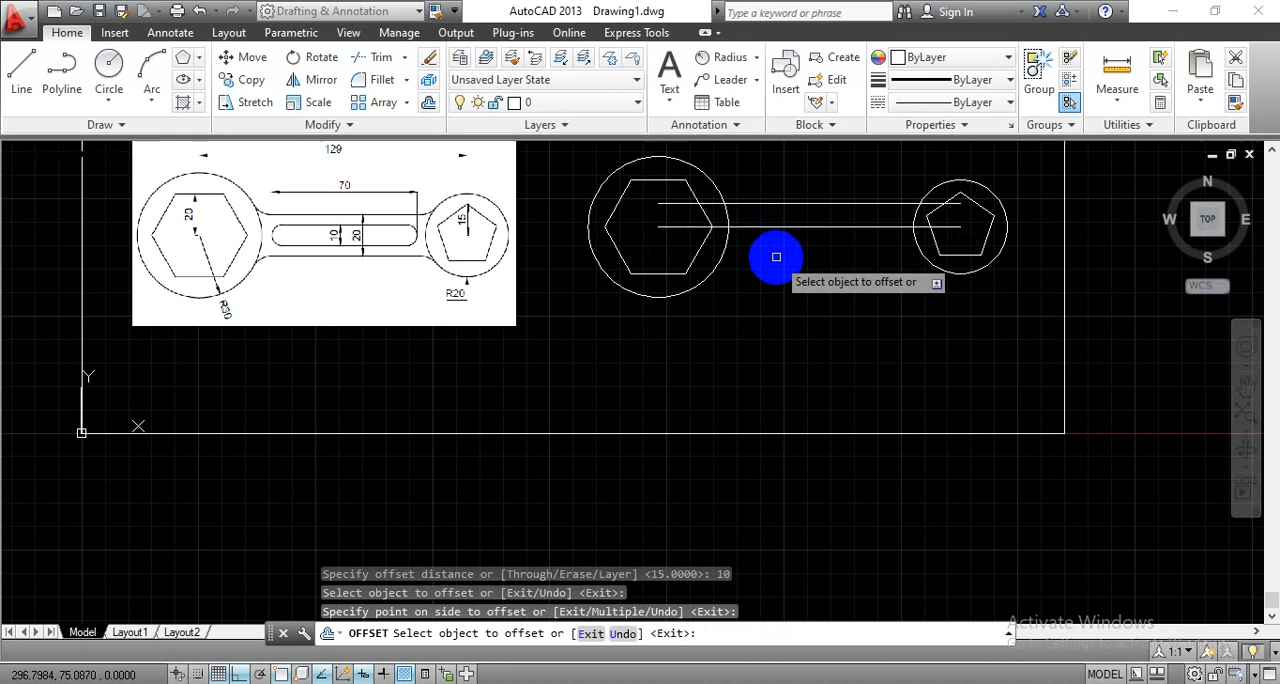 Drafting & Annotation
AutoCAD 2013 Drawing1.dwg
Type a keyword or phrase
Sign In
Home Insert Annotate Layout Parametric View Manage Output Plug-ins Online Express Tools
Line
Polyline
Circle
Arc
Move Rotate Trim
Copy Mirror Fillet
Stretch Scale Array
Unsaved Layer State
0
Text
Radius
Leader
Table
Insert
Create
Edit
ByLayer
ByLayer
ByLayer
Group
Measure
Paste
Draw Modify Layers Annotation Block Properties Groups Utilities Clipboard
129
70
20
10
20
15
R30
R20
N
W TOP E
S
WCS
Select object to offset or
Y
X
Specify offset distance or [Through/Erase/Layer] <15.0000>: 10
Select object to offset or [Exit/Undo] <Exit>:
Specify point on side to offset or [Exit/Multiple/Undo] <Exit>:
OFFSET Select object to offset or [Exit Undo] <Exit>:
Activate Windows
Model Layout1 Layout2
1:1
296.7984, 75.0870, 0.0000
MODEL